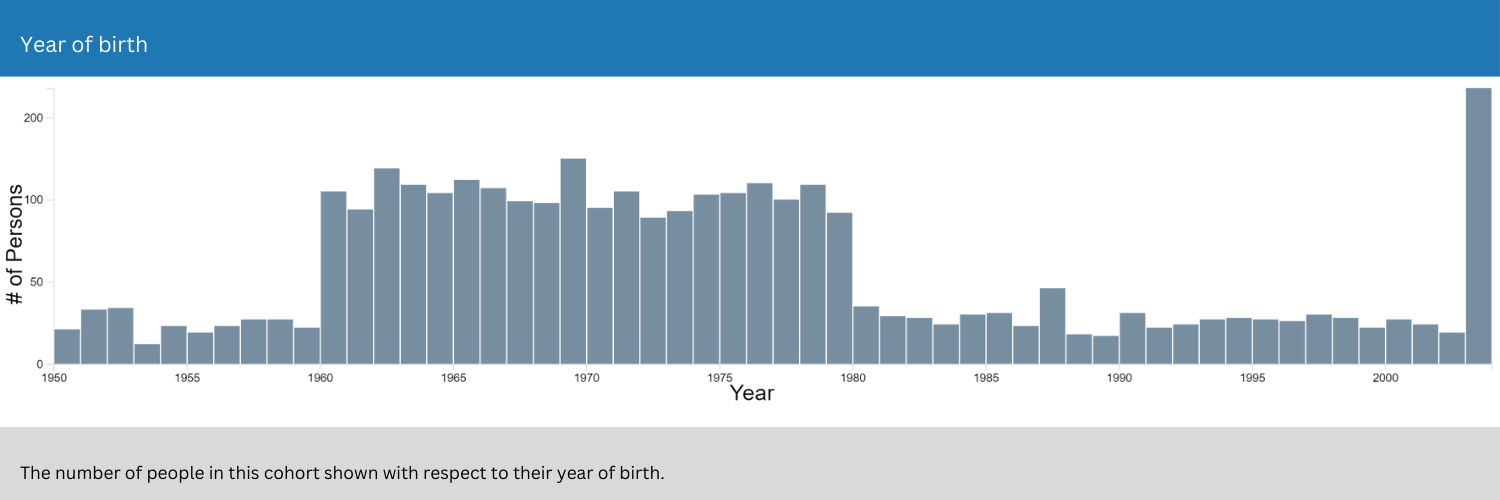 Year of birth
200
100
50
0
# of Persons
1950 1955 1960 1965 1970 1975 1980 1985 1990 1995 2000
Year
The number of people in this cohort shown with respect to their year of birth.